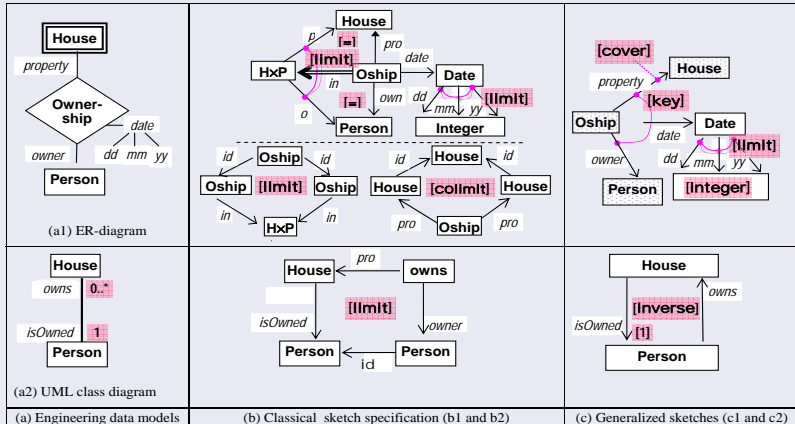 House
property
Owner-
ship
date
dd mm yy
owner
Person
(a1) ER-diagram
House
p
[=]
pro
[limit]
date
HxP
Oship
Date
in
dd
mm
yy
[limit]
[=]
own
o
Person
Integer
id
Oship
id
Oship
[limit]
Oship
in
in
HxP
House
id
id
House
[colimit]
House
pro
Oship
pro
[cover]
House
property
[key]
Oship
Date
date
owner
dd
mm
yy
[limit]
Person
[Integer]
House
owns
0..*
isOwned
1
Person
(a2) UML class diagram
House
pro
owns
[limit]
isOwned
owner
Person
id
Person
House
owns
[Inverse]
isOwned
[1]
Person
(a) Engineering data models
(b) Classical sketch specification (b1 and b2)
(c) Generalized sketches (c1 and c2)